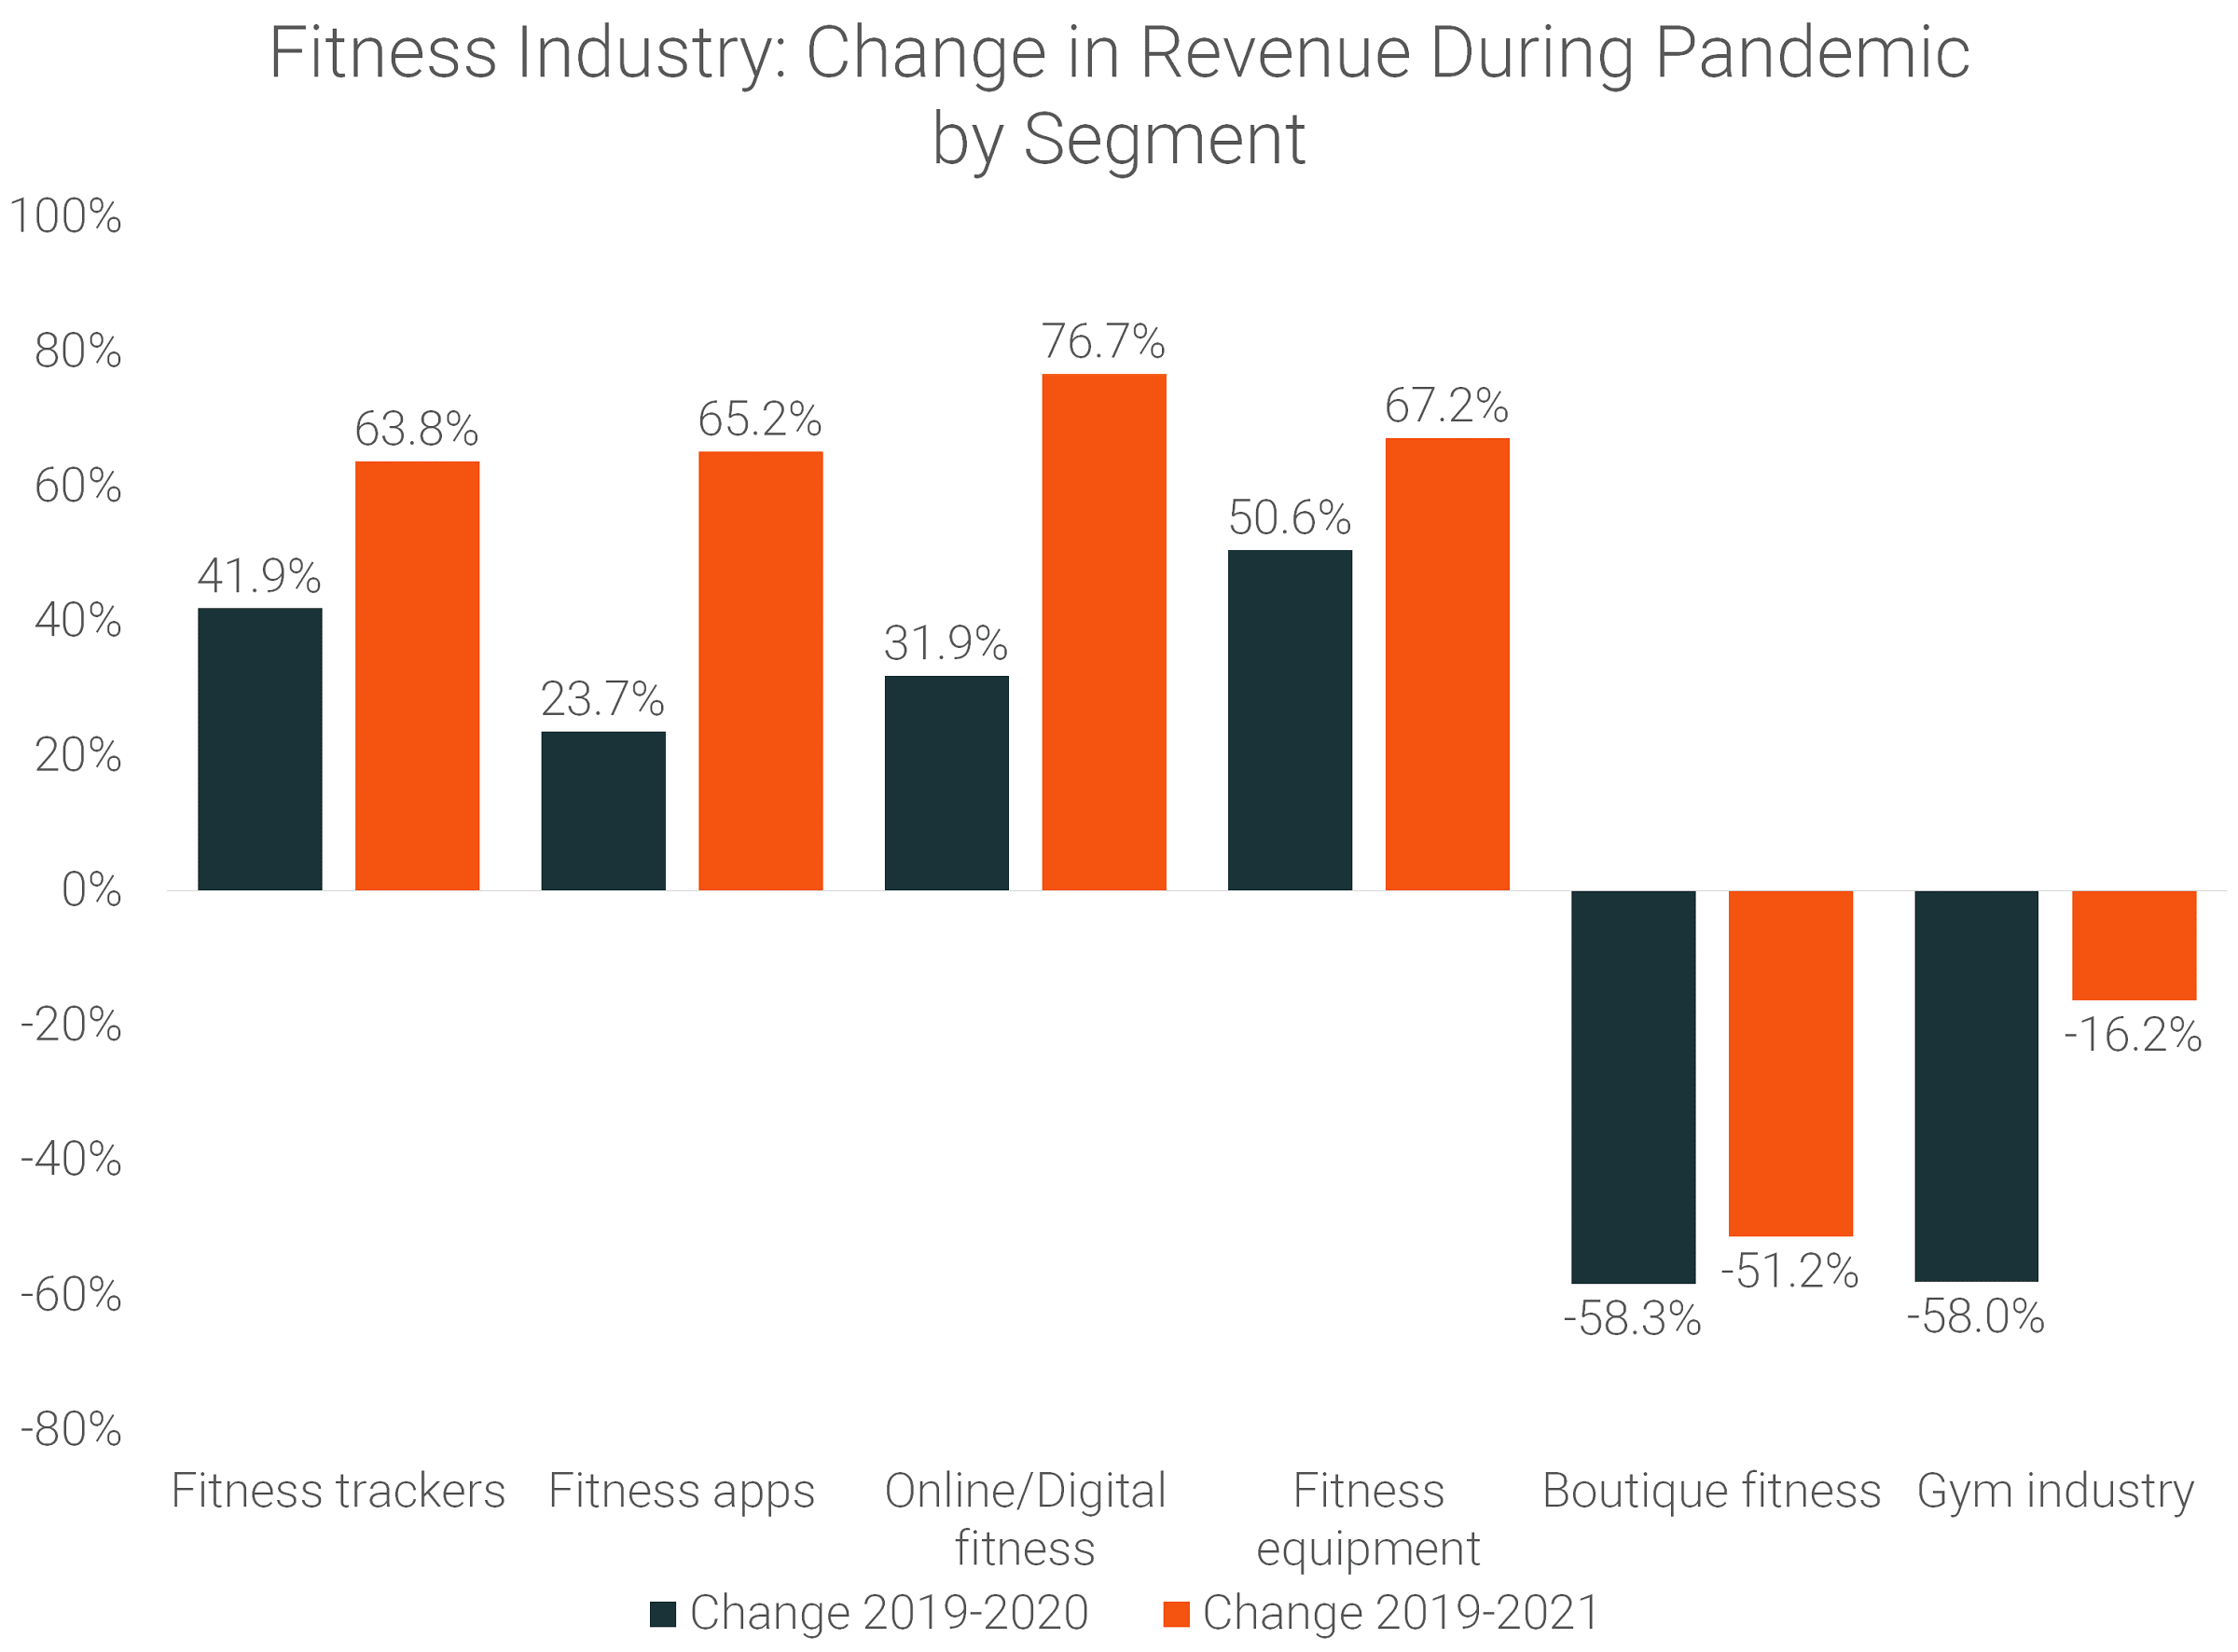 Fitness Industry: Change in Revenue During Pandemic
by Segment
100%
80%
60%
40%
20%
0%
-20%
-40%
-60%
-80%
41.9%
63.8%
23.7%
65.2%
31.9%
76.7%
50.6%
67.2%
-58.3%
-51.2%
-58.0%
-16.2%
Fitness trackers
Fitness apps
Online/Digital
fitness
Fitness
equipment
Boutique fitness
Gym industry
Change 2019-2020
Change 2019-2021